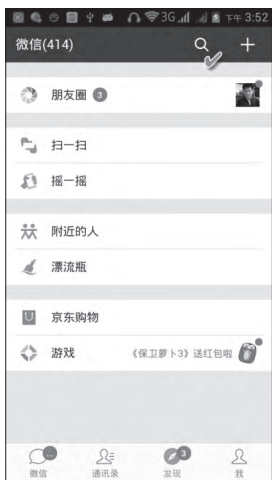 3G 下午 3:52
微信(414)
朋友圈 3
扫一扫
摇一摇
附近的人
漂流瓶
京东购物
游戏 《保卫萝卜3》送红包啦
微信 通讯录 发现 3 我